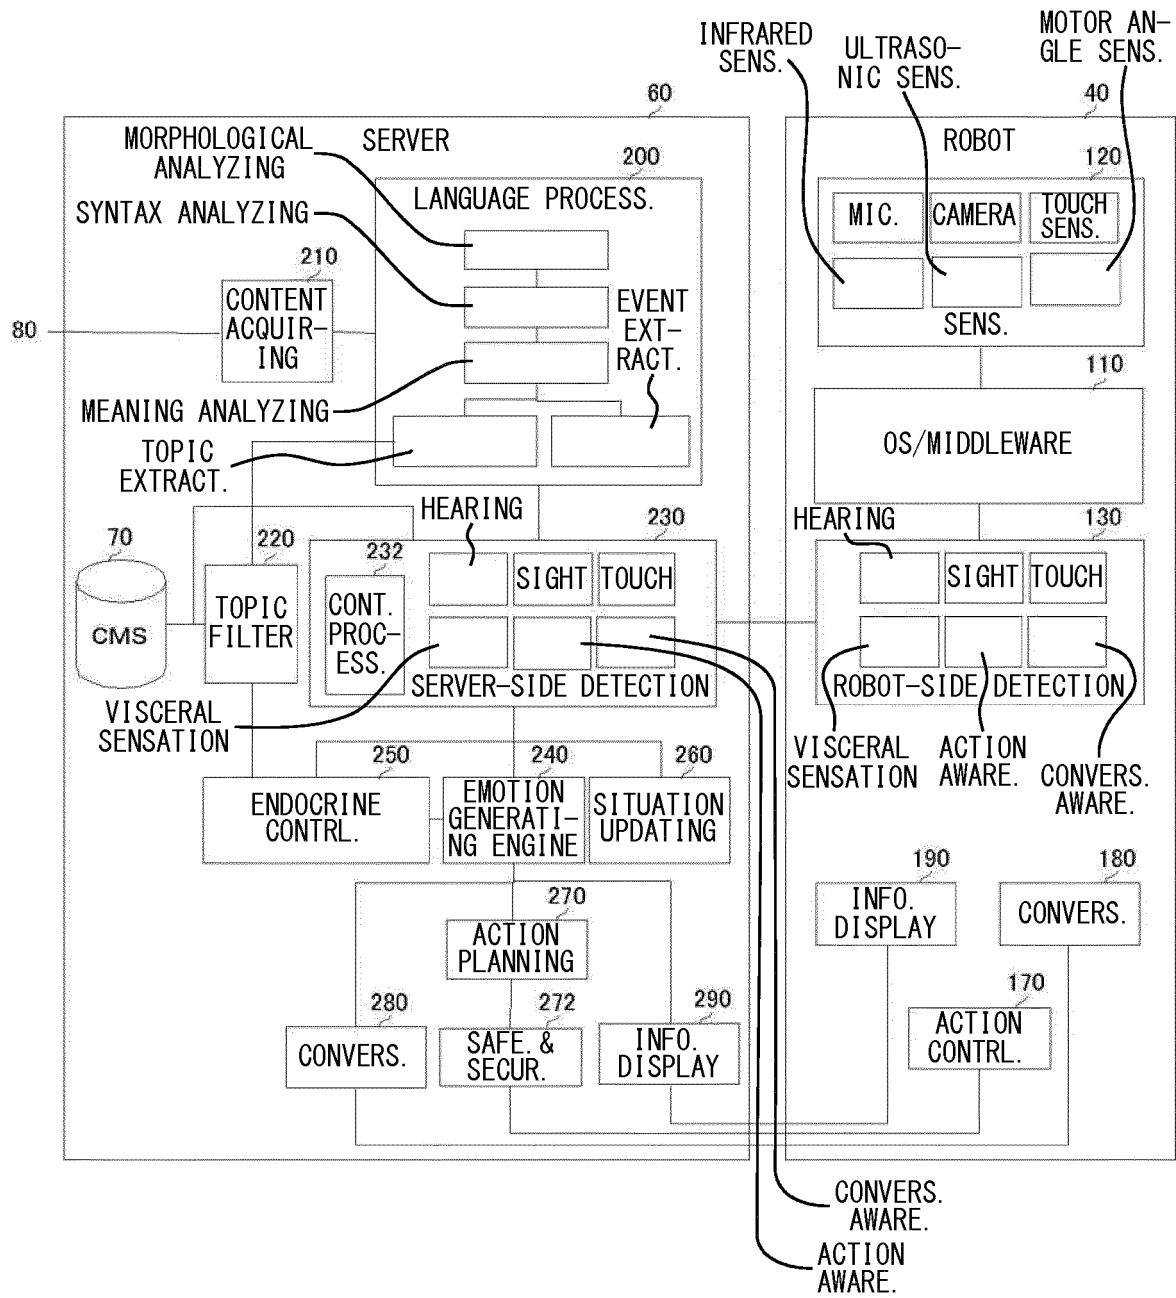 INFRARED
SENS.
ULTRASO-
NIC SENS.
MOTOR AN-
GLE SENS.
60
SERVER
MORPHOLOGICAL
ANALYZING
200
LANGUAGE PROCESS.
SYNTAX ANALYZING
210
CONTENT
ACQUIR-
ING
80
EVENT
EXT-
RACT.
MEANING ANALYZING
TOPIC
EXTRACT.
HEARING
230
70
CMS
220
TOPIC
FILTER
232
CONT.
PROC-
ESS.
SIGHT
TOUCH
SERVER-SIDE DETECTION
VISCERAL
SENSATION
250
ENDOCRINE
CONTRL.
240
EMOTION
GENERATI-
NG ENGINE
260
SITUATION
UPDATING
270
ACTION
PLANNING
280
CONVERS.
272
SAFE. &
SECUR.
290
INFO.
DISPLAY
40
ROBOT
120
MIC.
CAMERA
TOUCH
SENS.
SENS.
110
OS/MIDDLEWARE
HEARING
130
SIGHT
TOUCH
ROBOT-SIDE DETECTION
VISCERAL
SENSATION
ACTION
AWARE.
CONVERS.
AWARE.
190
INFO.
DISPLAY
180
CONVERS.
170
ACTION
CONTRL.
CONVERS.
AWARE.
ACTION
AWARE.